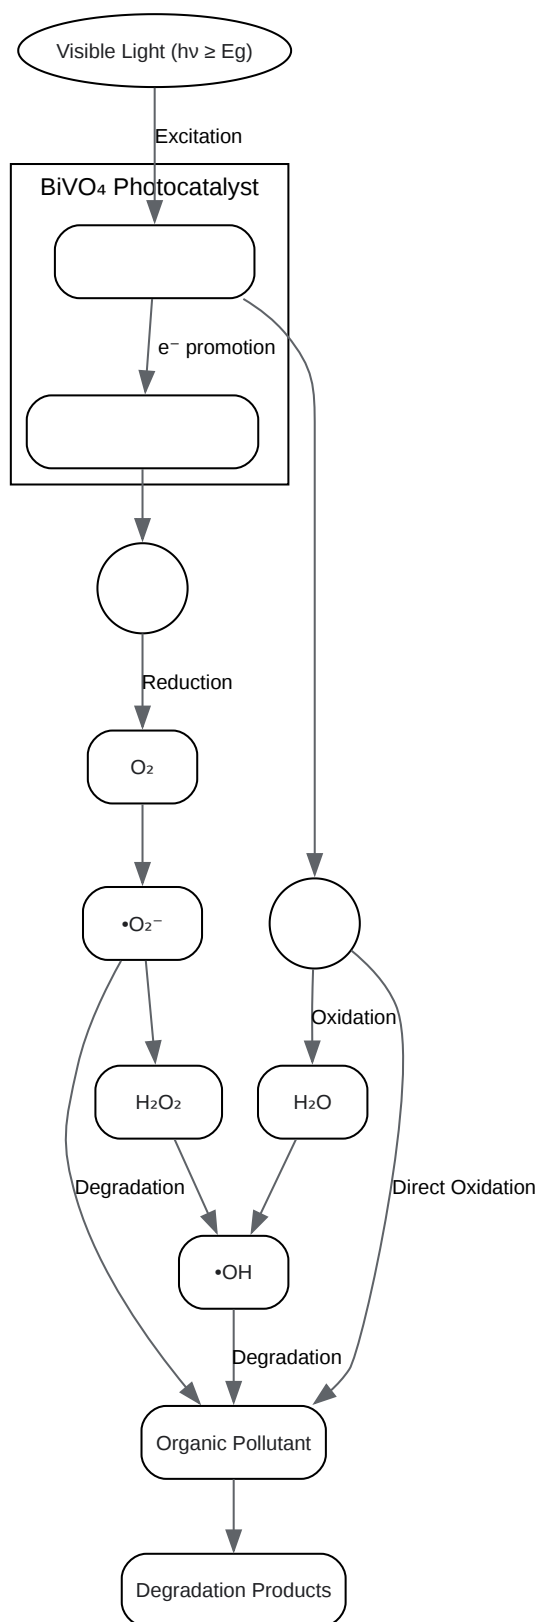 Visible Light (hν ≥ Eg)
Excitation
BiVO₄ Photocatalyst
e⁻ promotion
Reduction
O₂
•O₂⁻
Oxidation
H₂O₂
H₂O
Degradation
Direct Oxidation
•OH
Degradation
Organic Pollutant
Degradation Products